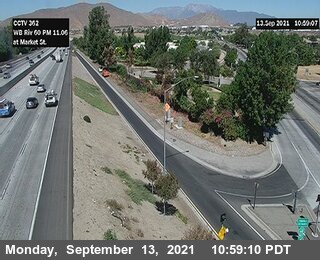 CCTV 362
WB Riv 60 PM 11.06
at Market St.
13 Sep 2021
10:59:07
Monday, September 13, 2021 10:59:10 PDT